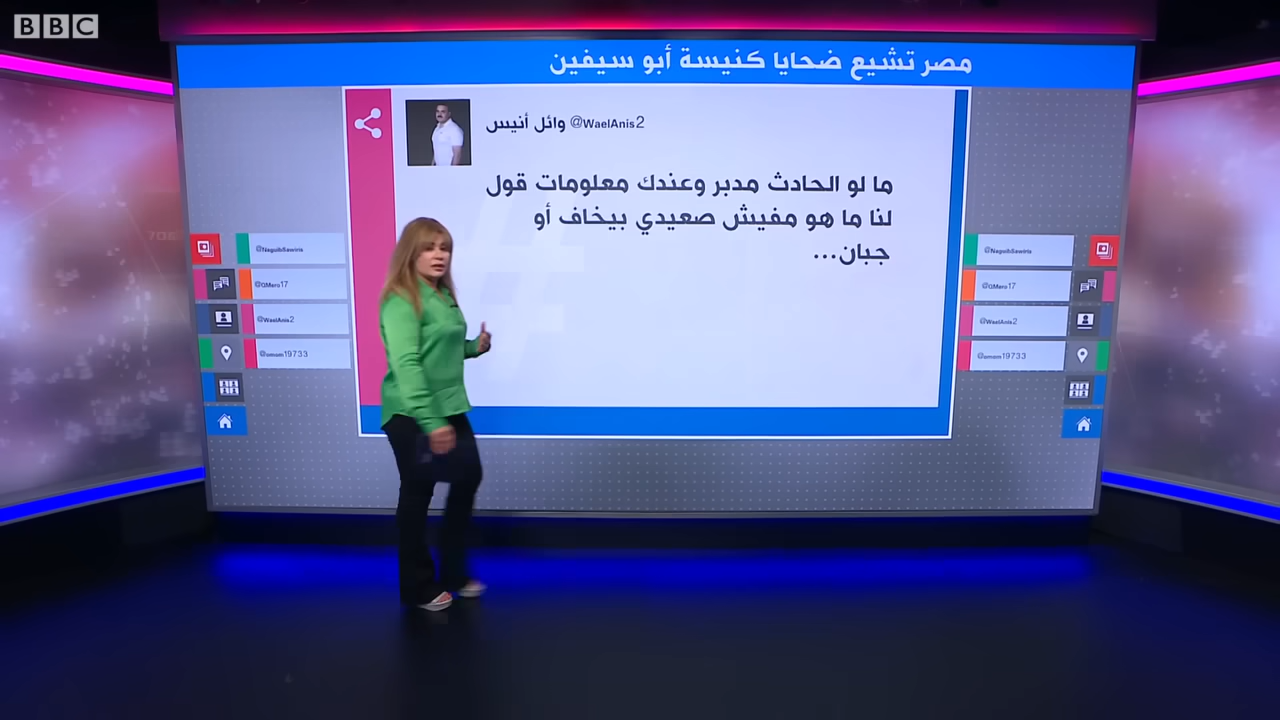 BBC
مصر تشيع ضحايا كنيسة أبو سيفين
وائل أنيس @WaelAnis2
ما لو الحادث مدبر وعندك معلومات قول
لنا ما هو مفيش صعيدي بيخاف أو
جبان...
@NaguibSawiris
@GMero17
@WaelAnis2
@omom19733
@NaguibSawiris
@GMero17
@WaelAnis2
@omom19733